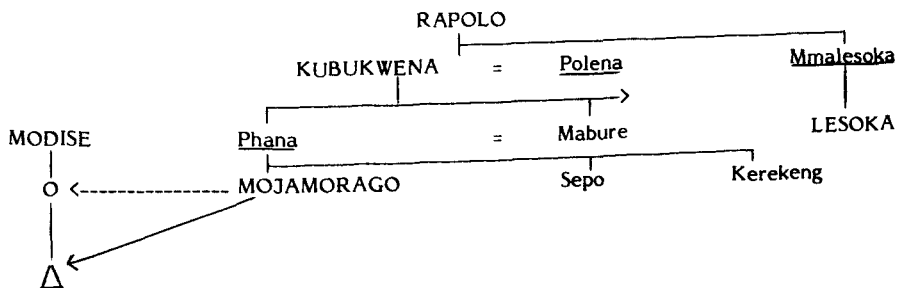 RAPOLO
KUBUKWENA = Polena Mmalesoka
MODISE Phana = Mabure LESOKA
O MOJAMORAGO Sepo Kerekeng